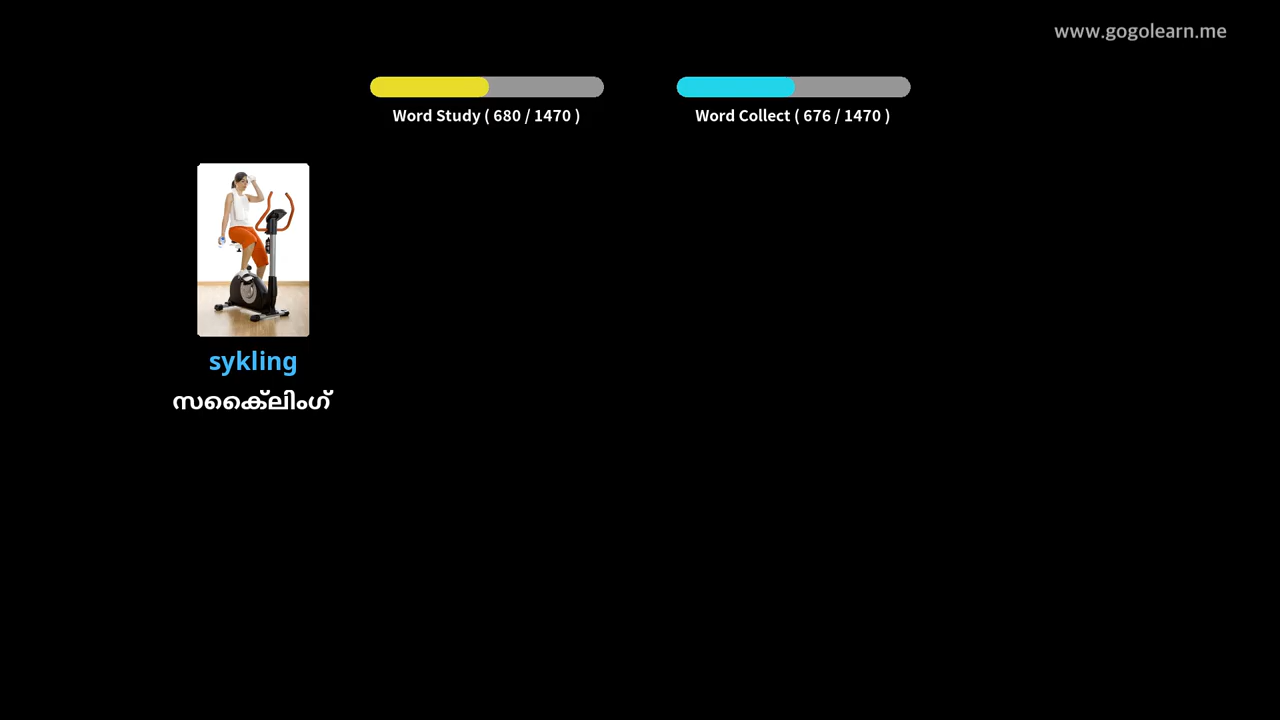 www.gogolearn.me
Word Study ( 680 / 1470 )
Word Collect ( 676 / 1470 )
sykling
സൈക്ലിംഗ്